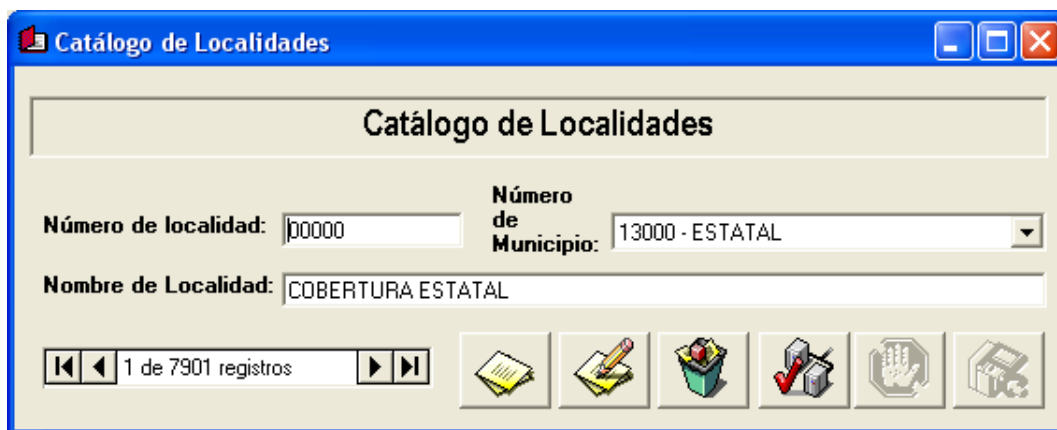 Catálogo de Localidades
Catálogo de Localidades
Número de localidad: 00000
Número
de
Municipio: 13000 - ESTATAL
Nombre de Localidad: COBERTURA ESTATAL
1 de 7901 registros